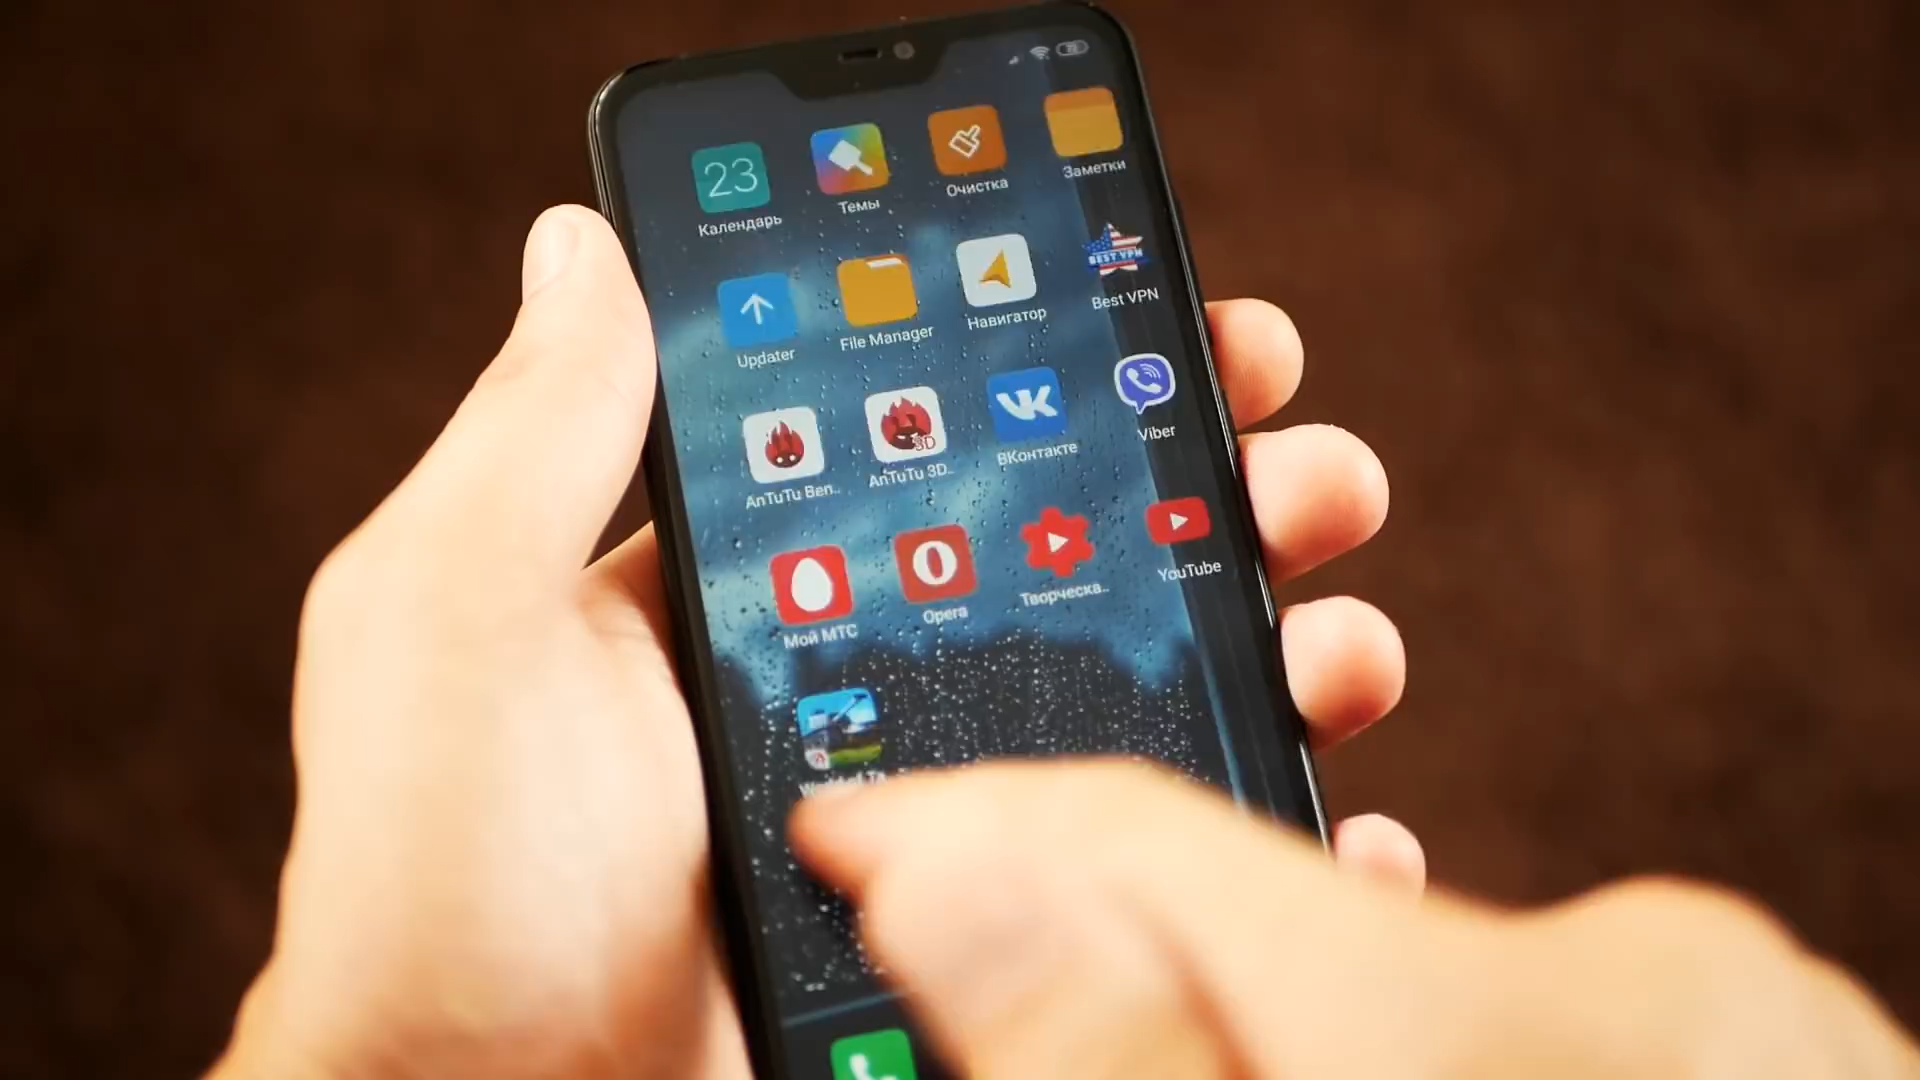 23
Календарь
Темы
Очистка
Заметки
Updater
File Manager
Навигатор
BEST VPN
Best VPN
AnTuTu Ben..
3D
AnTuTu 3D..
VK
ВКонтакте
Viber
Мой МТС
Opera
Творческа..
YouTube